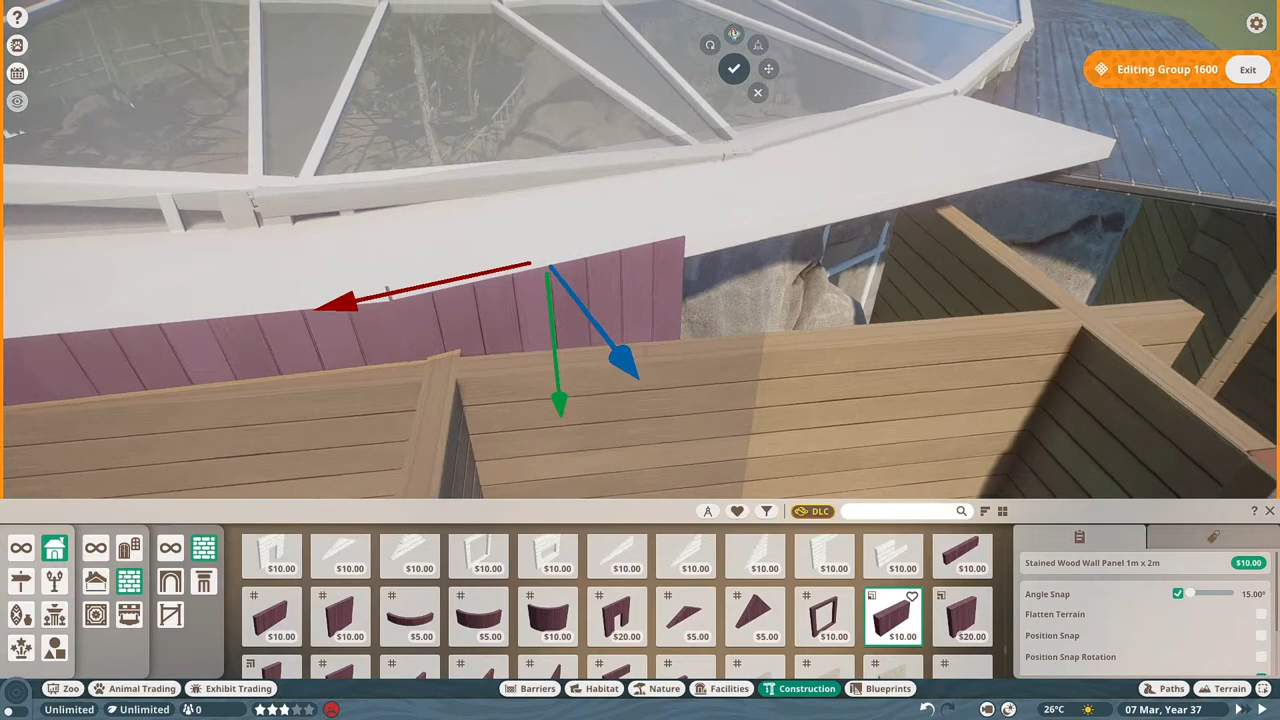 ?
Editing Group 1600
Exit
DLC
? ×
$10.00 $10.00 $10.00 $10.00 $10.00 $10.00 $10.00 $10.00 $10.00 $10.00 $10.00
$10.00 $10.00 $5.00 $5.00 $10.00 $20.00 $5.00 $5.00 $10.00 $10.00 $20.00
Stained Wood Wall Panel 1m x 2m
$10.00
Angle Snap
15.00°
Flatten Terrain
Position Snap
Position Snap Rotation
Zoo
Animal Trading
Exhibit Trading
Barriers
Habitat
Nature
Facilities
Construction
Blueprints
Paths
Terrain
Unlimited
Unlimited
0
26°C
07 Mar, Year 37